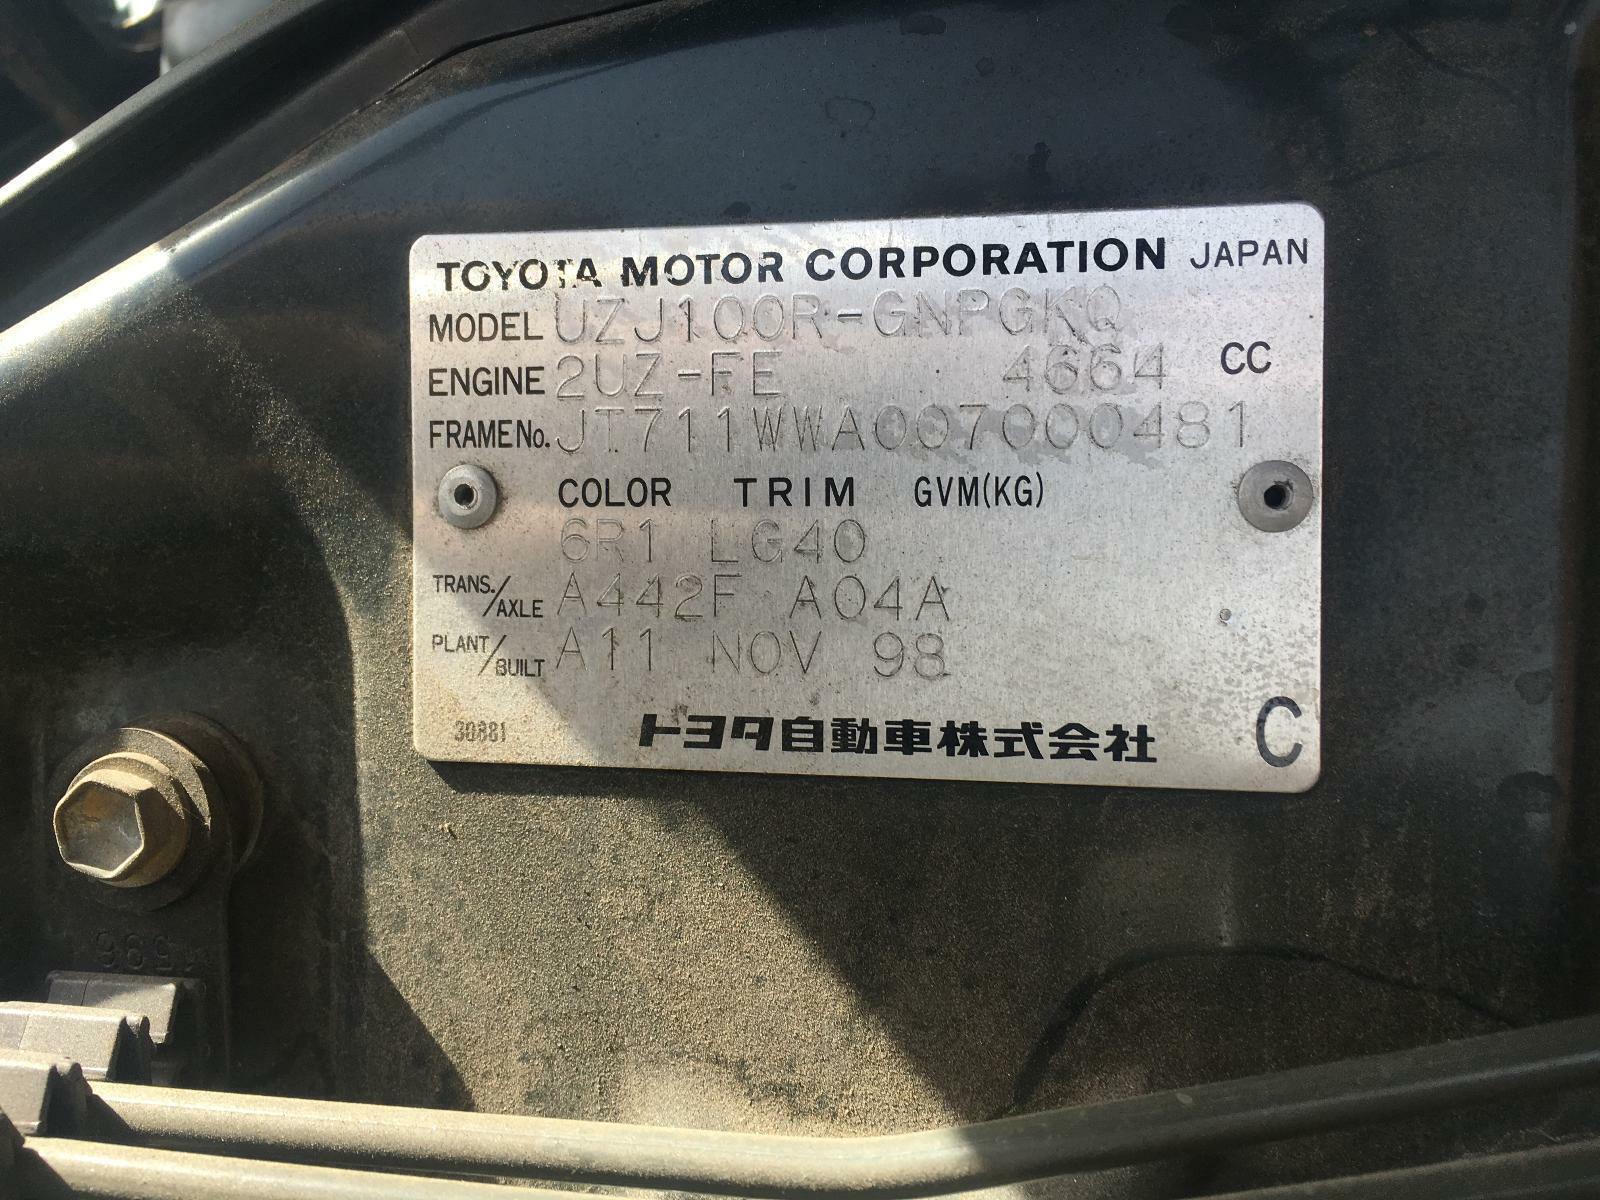 TOYOTA MOTOR CORPORATION JAPAN
MODEL UZJ100R-GNPGKQ
ENGINE 2UZ-FE 4664 CC
FRAME No. JT711WWA007000481
COLOR TRIM GVM(KG)
6R1 LG40
TRANS./AXLE A442F A04A
PLANT/BUILT A11 NOV 98
30881
トヨタ自動車株式会社 C